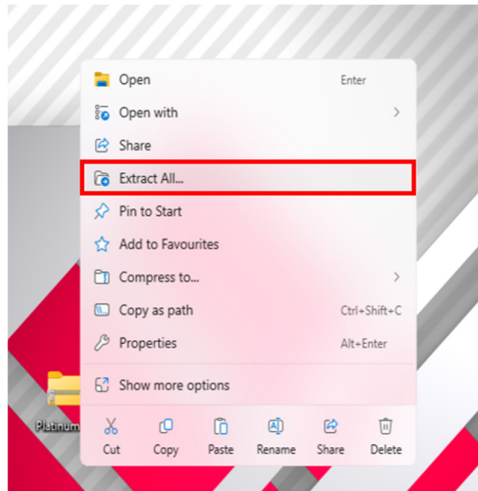 Open Enter
Open with
Share
Extract All...
Pin to Start
Add to Favourites
Compress to...
Copy as path Ctrl+Shift+C
Properties Alt+Enter
Show more options
Platinum
Cut Copy Paste Rename Share Delete